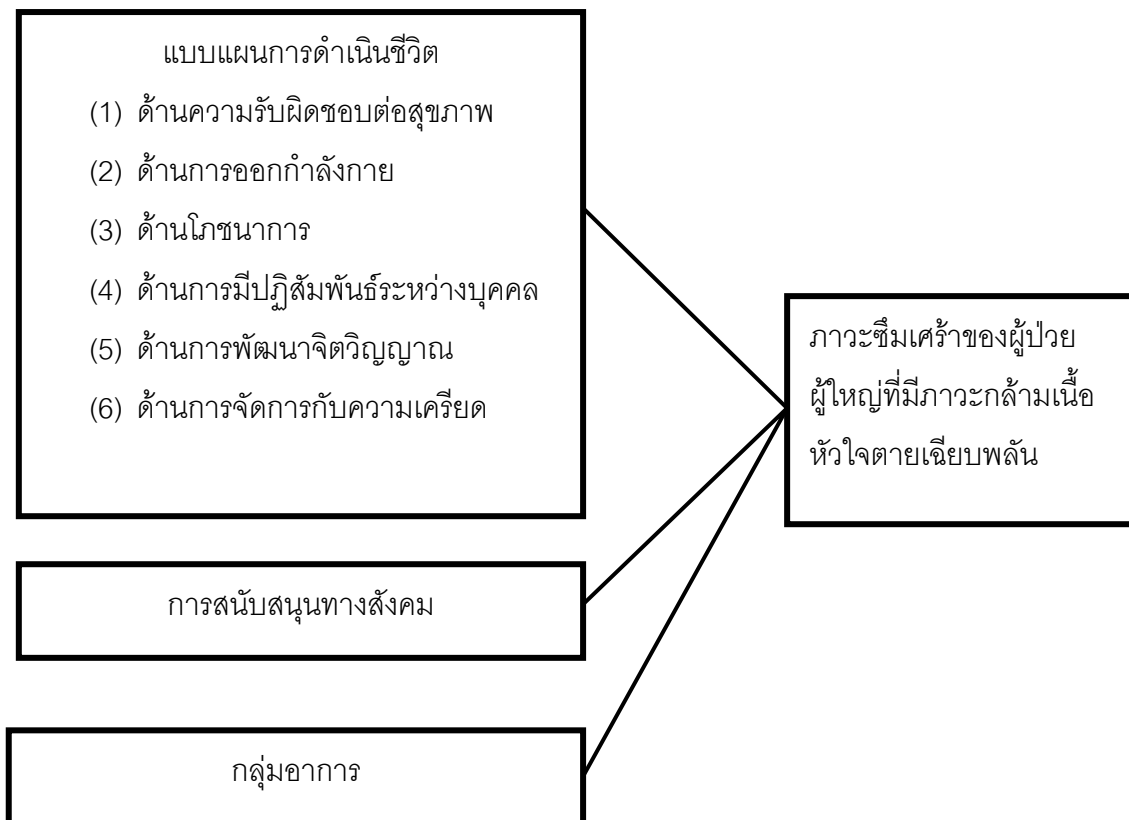 แบบแผนการดำเนินชีวิต
(1) ด้านความรับผิดชอบต่อสุขภาพ
(2) ด้านการออกกำลังกาย
(3) ด้านโภชนาการ
(4) ด้านการมีปฏิสัมพันธ์ระหว่างบุคคล
(5) ด้านการพัฒนาจิตวิญญาณ
(6) ด้านการจัดการกับความเครียด
ภาวะซึมเศร้าของผู้ป่วย
ผู้ใหญ่ที่มีภาวะกล้ามเนื้อ
หัวใจตายเฉียบพลัน
การสนับสนุนทางสังคม
กลุ่มอาการ